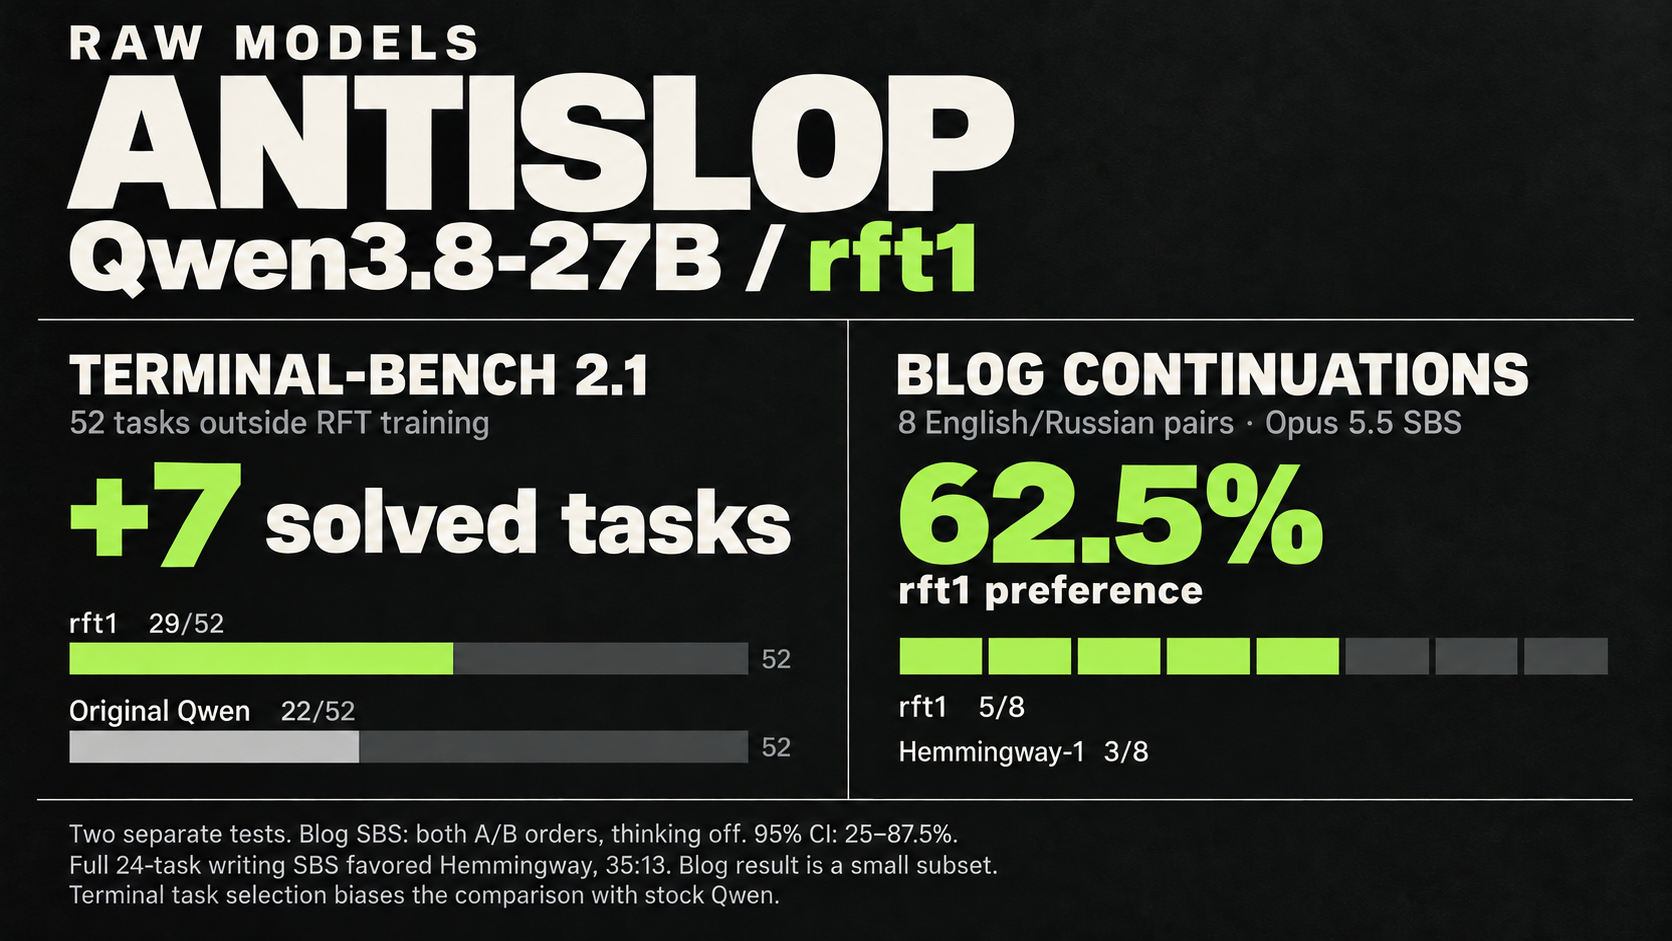 RAW MODELS
ANTISLOP
Qwen3.8-27B / rft1
TERMINAL-BENCH 2.1
52 tasks outside RFT training
+7 solved tasks
rft1 29/52
52
Original Qwen 22/52
52
BLOG CONTINUATIONS
8 English/Russian pairs · Opus 5.5 SBS
62.5%
rft1 preference
rft1 5/8
Hemmingway-1 3/8
Two separate tests. Blog SBS: both A/B orders, thinking off. 95% CI: 25–87.5%.
Full 24-task writing SBS favored Hemmingway, 35:13. Blog result is a small subset.
Terminal task selection biases the comparison with stock Qwen.